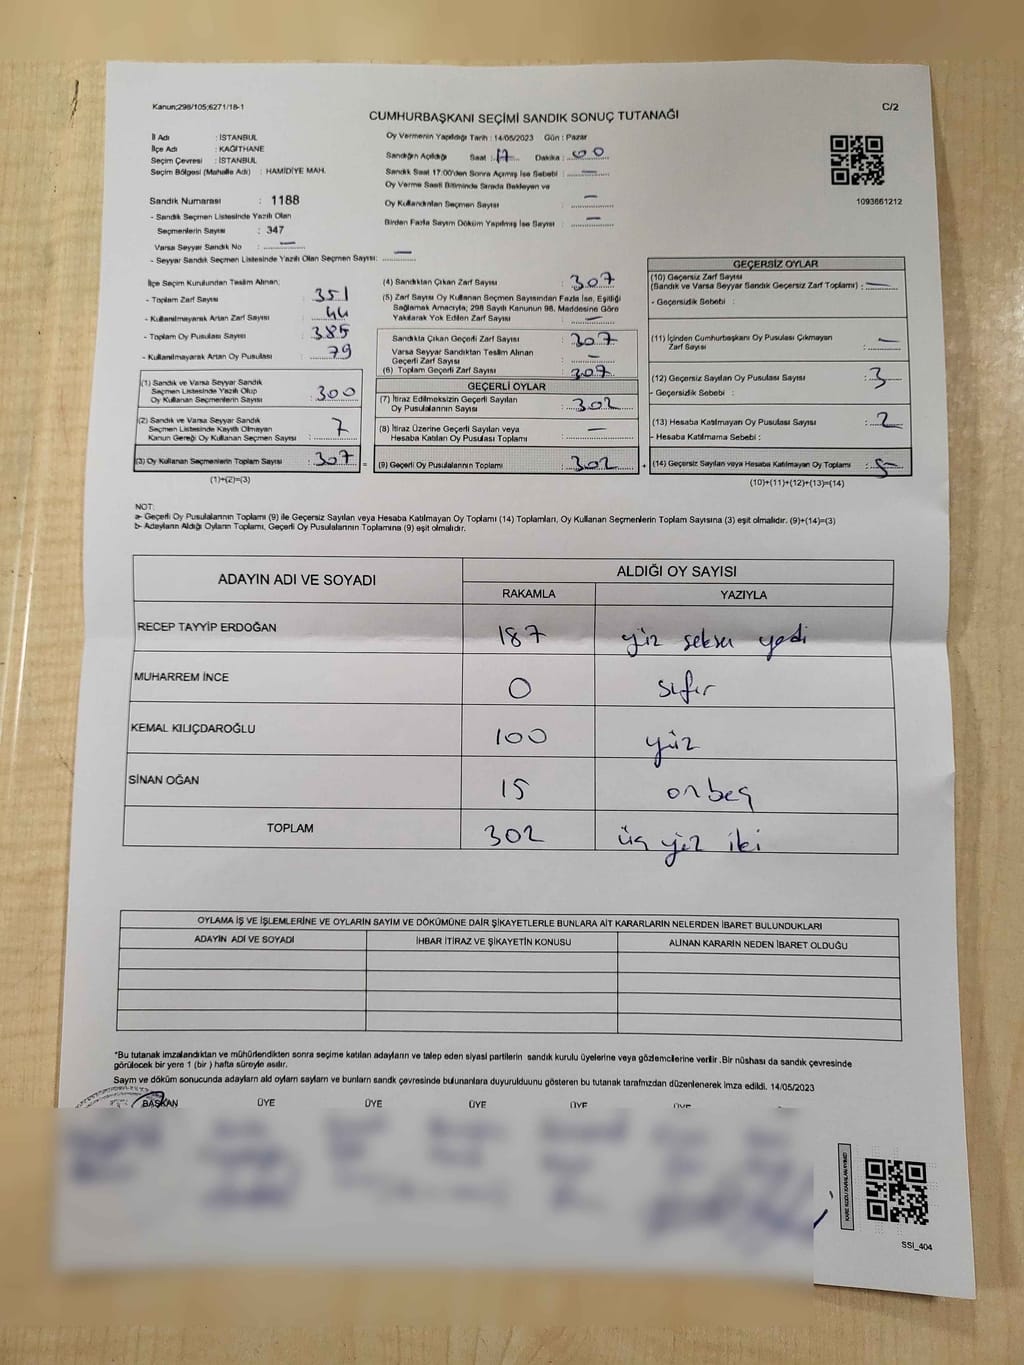 Kanun;298/105;6271/18-1
C/2
CUMHURBAŞKANI SEÇİMİ SANDIK SONUÇ TUTANAĞI
İl Adı : İSTANBUL
İlçe Adı : KAĞITHANE
Seçim Çevresi : İSTANBUL
Seçim Bölgesi (Mahalle Adı) : HAMİDİYE MAH.
Oy Vermenin Yapıldığı Tarih : 14/05/2023 Gün : Pazar
Sandığın Açıldığı Saat : 17 Dakika : 00
Sandık Saat 17:00'den Sonra Açılmış İse Sebebi : —
Oy Verme Saati Bitiminde Sırada Bekleyen ve
Oy Kullandırılan Seçmen Sayısı : —
Birden Fazla Sayım Döküm Yapılmış İse Sayısı : —
1093661212
Sandık Numarası : 1188
- Sandık Seçmen Listesinde Yazılı Olan
Seçmenlerin Sayısı : 347
Varsa Seyyar Sandık No : —
- Seyyar Sandık Seçmen Listesinde Yazılı Olan Seçmen Sayısı: —
İlçe Seçim Kurulundan Teslim Alınan;
- Toplam Zarf Sayısı : 351
- Kullanılmayarak Artan Zarf Sayısı : 44
- Toplam Oy Pusulası Sayısı : 385
- Kullanılmayarak Artan Oy Pusulası : 79
(1) Sandık ve Varsa Seyyar Sandık
Seçmen Listesinde Yazılı Olup
Oy Kullanan Seçmenlerin Sayısı : 300
(2) Sandık ve Varsa Seyyar Sandık
Seçmen Listesinde Kayıtlı Olmayan
Kanun Gereği Oy Kullanan Seçmen Sayısı : 7
(3) Oy Kullanan Seçmenlerin Toplam Sayısı : 307
(1)+(2)=(3)
(4) Sandıktan Çıkan Zarf Sayısı : 307
(5) Zarf Sayısı Oy Kullanan Seçmen Sayısından Fazla İse, Eşitliği
Sağlamak Amacıyla; 298 Sayılı Kanunun 98. Maddesine Göre
Yakılarak Yok Edilen Zarf Sayısı : —
Sandıkta Çıkan Geçerli Zarf Sayısı : 307
Varsa Seyyar Sandıktan Teslim Alınan
Geçerli Zarf Sayısı : —
(6) Toplam Geçerli Zarf Sayısı : 307
GEÇERLİ OYLAR
(7) İtiraz Edilmeksizin Geçerli Sayılan
Oy Pusulalarının Sayısı : 302
(8) İtiraz Üzerine Geçerli Sayılan veya
Hesaba Katılan Oy Pusulası Toplamı : —
= (9) Geçerli Oy Pusulalarının Toplamı : 302
GEÇERSİZ OYLAR
(10) Geçersiz Zarf Sayısı
(Sandık ve Varsa Seyyar Sandık Geçersiz Zarf Toplamı) : —
- Geçersizlik Sebebi :
(11) İçinden Cumhurbaşkanı Oy Pusulası Çıkmayan
Zarf Sayısı : —
(12) Geçersiz Sayılan Oy Pusulası Sayısı : 3
- Geçersizlik Sebebi :
(13) Hesaba Katılmayan Oy Pusulası Sayısı : 2
- Hesaba Katılmama Sebebi :
+ (14) Geçersiz Sayılan veya Hesaba Katılmayan Oy Toplamı : 5
(10)+(11)+(12)+(13)=(14)
NOT:
a- Geçerli Oy Pusulalarının Toplamı (9) ile Geçersiz Sayılan veya Hesaba Katılmayan Oy Toplamı (14) Toplamları, Oy Kullanan Seçmenlerin Toplam Sayısına (3) eşit olmalıdır. (9)+(14)=(3)
b- Adayların Aldığı Oyların Toplamı, Geçerli Oy Pusulalarının Toplamına (9) eşit olmalıdır.
ADAYIN ADI VE SOYADI ALDIĞI OY SAYISI
RAKAMLA YAZIYLA
RECEP TAYYİP ERDOĞAN 187 yüz seksen yedi
MUHARREM İNCE 0 sıfır
KEMAL KILIÇDAROĞLU 100 yüz
SİNAN OĞAN 15 onbeş
TOPLAM 302 üç yüz iki
OYLAMA İŞ VE İŞLEMLERİNE VE OYLARIN SAYIM VE DÖKÜMÜNE DAİR ŞİKAYETLERLE BUNLARA AİT KARARLARIN NELERDEN İBARET BULUNDUKLARI
ADAYIN ADI VE SOYADI İHBAR İTİRAZ VE ŞİKAYETİN KONUSU ALINAN KARARIN NEDEN İBARET OLDUĞU
*Bu tutanak imzalandıktan ve mühürlendikten sonra seçime katılan adayların ve talep eden siyasi partilerin sandık kurulu üyelerine veya gözlemcilerine verilir .Bir nüshası da sandık çevresinde
görülecek bir yere 1 (bir ) hafta süreyle asılır.
Sayım ve döküm sonucunda adayların ald oyların sayları ve bunların sandk çevresinde bulunanlara duyurulduunu gösteren bu tutanak tarafmzdan düzenlenerek imza edildi. 14/05/2023
BAŞKAN ÜYE ÜYE ÜYE ÜYE ÜYE
SSI_404